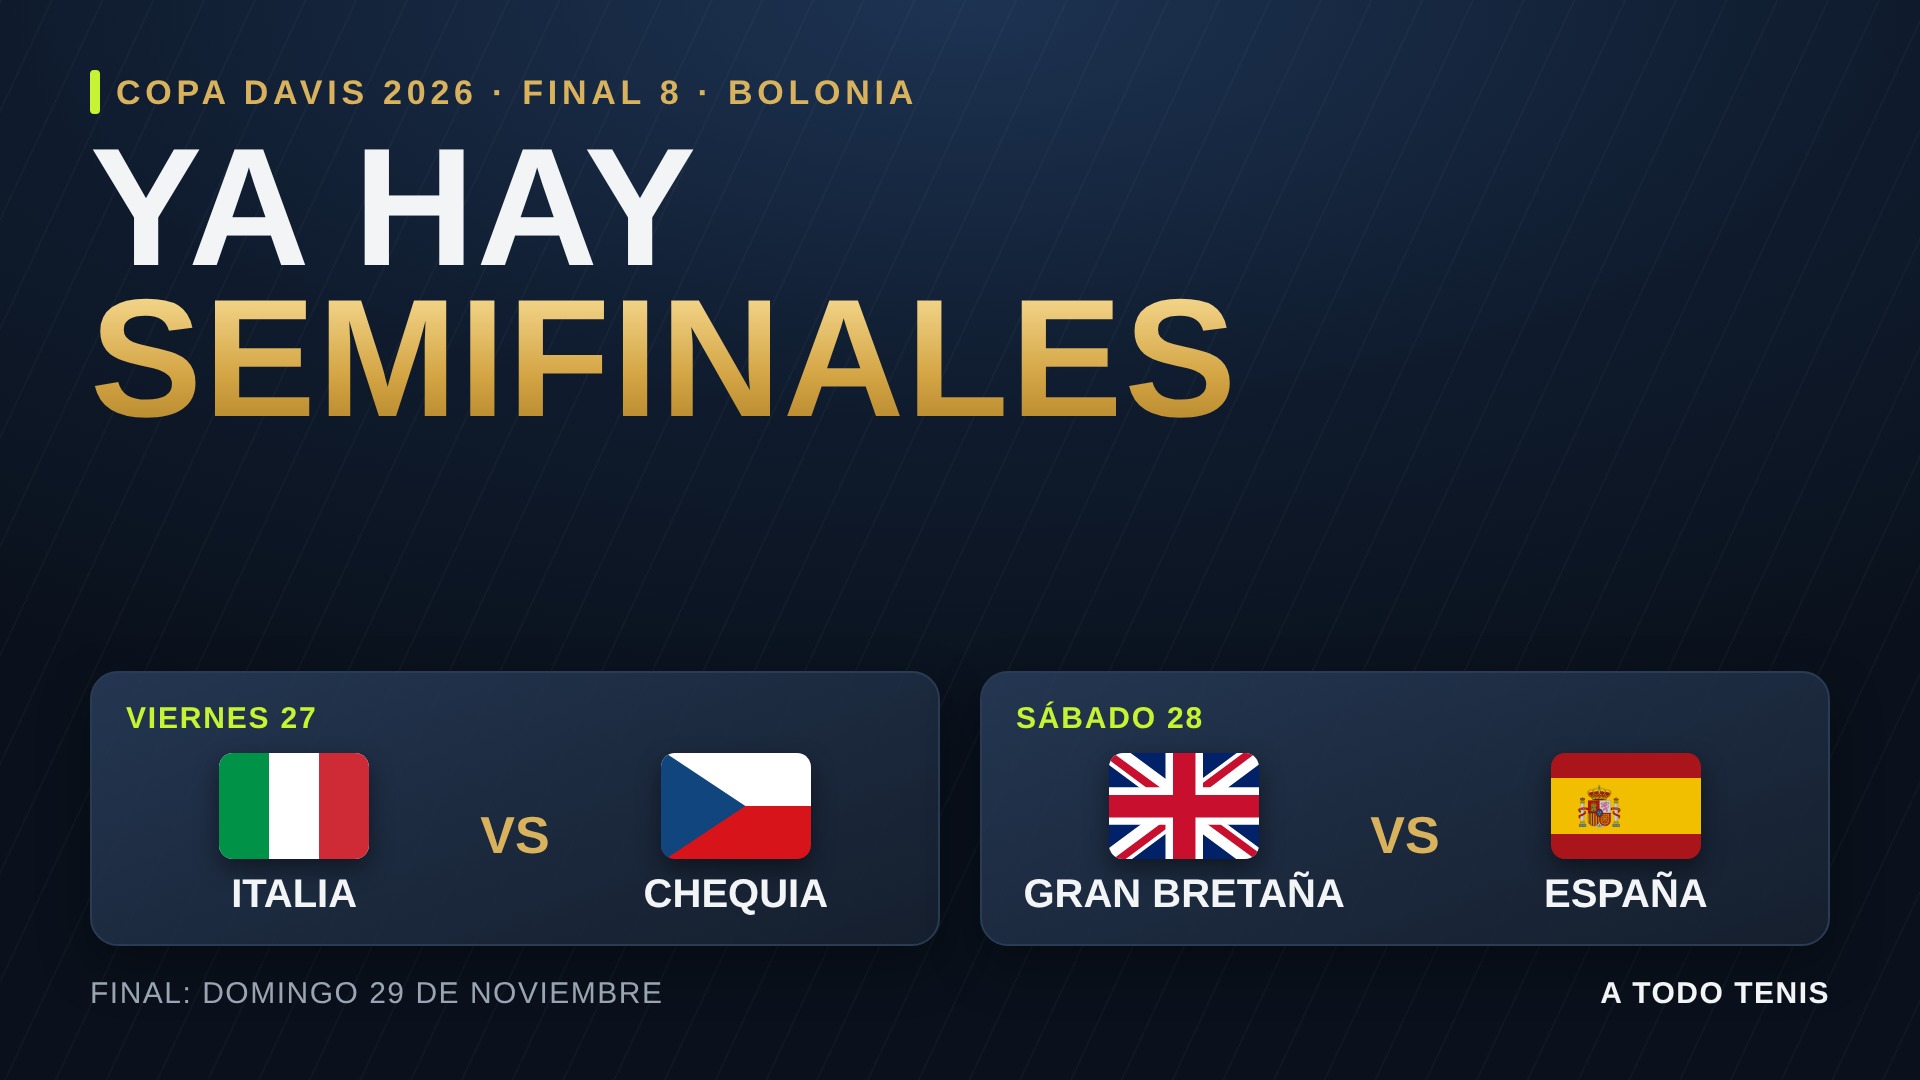 COPA DAVIS 2026 · FINAL 8 · BOLONIA
YA HAY
SEMIFINALES
VIERNES 27
ITALIA
VS
CHEQUIA
SÁBADO 28
GRAN BRETAÑA
VS
ESPAÑA
FINAL: DOMINGO 29 DE NOVIEMBRE
A TODO TENIS